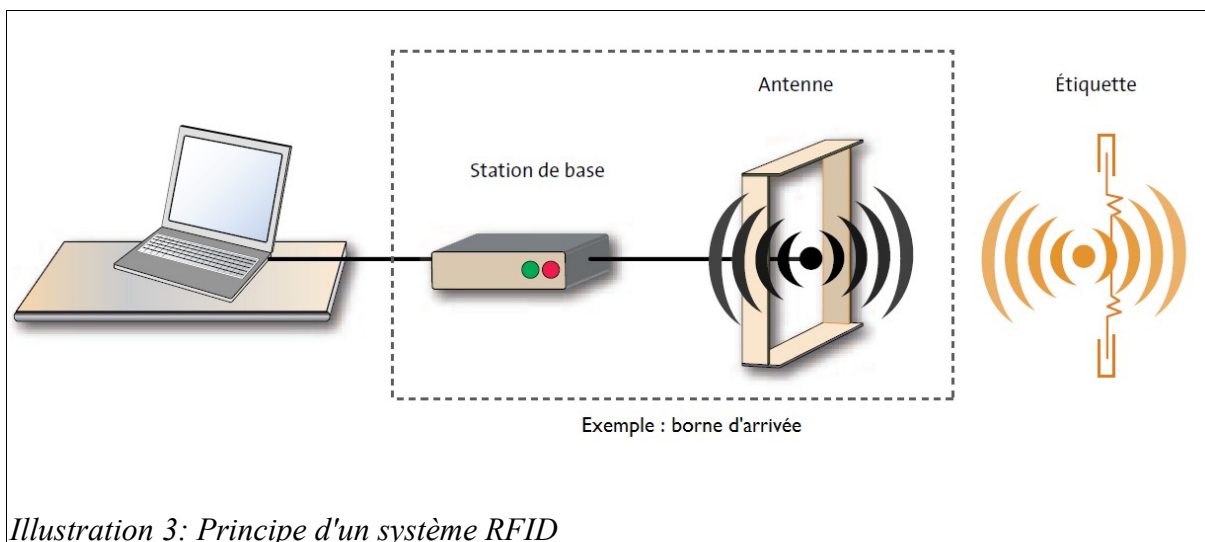 Antenne
Étiquette
Station de base
Exemple : borne d'arrivée
Illustration 3: Principe d'un système RFID